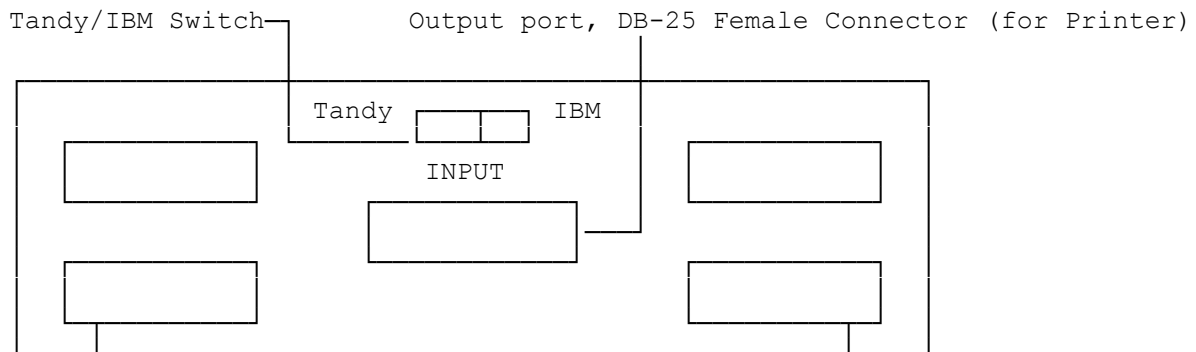 Tandy/IBM Switch Output port, DB-25 Female Connector (for Printer)
Tandy IBM
INPUT